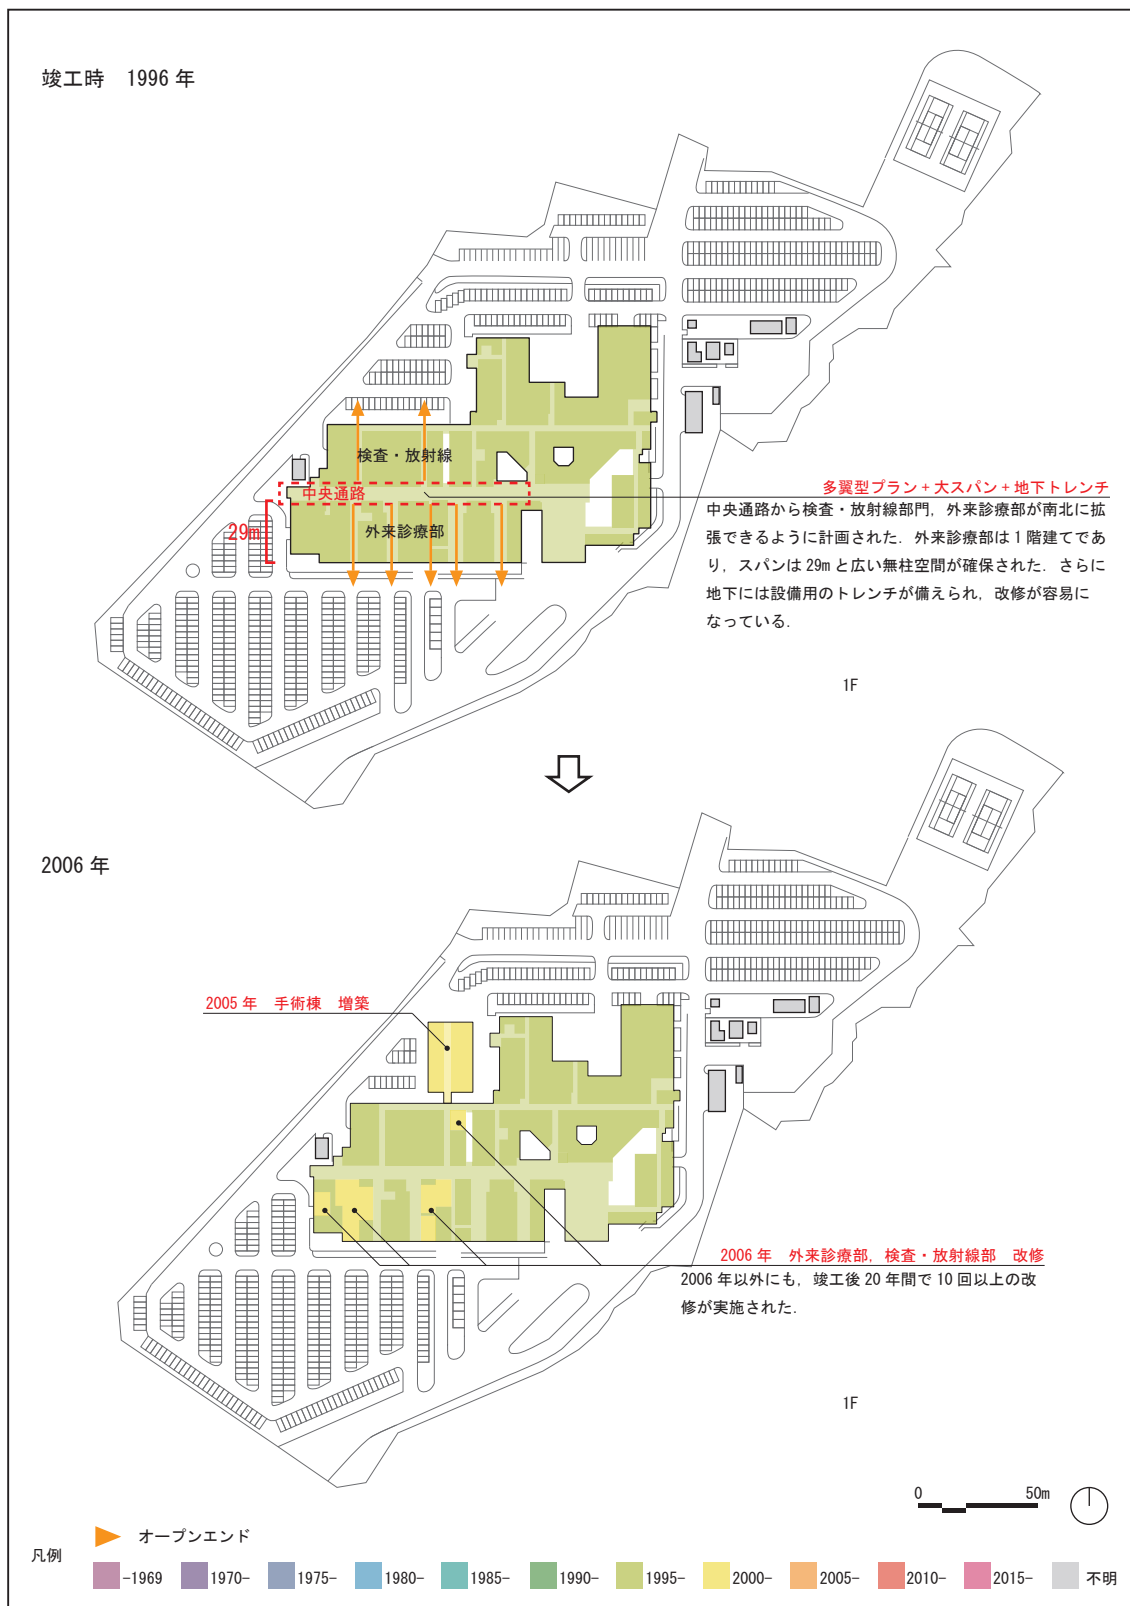 竣工時　1996 年
検査・放射線
中央通路
29m
外来診療部
多翼型プラン + 大スパン + 地下トレンチ
中央通路から検査・放射線部門，外来診療部が南北に拡
張できるように計画された．外来診療部は 1 階建てであ
り，スパンは 29m と広い無柱空間が確保された．さらに
地下には設備用のトレンチが備えられ，改修が容易に
なっている．
1F
2006 年
2005 年　手術棟　増築
2006 年　外来診療部，検査・放射線部　改修
2006 年以外にも，竣工後 20 年間で 10 回以上の改
修が実施された．
1F
0　50m
オープンエンド
凡例
-1969　1970-　1975-　1980-　1985-　1990-　1995-　2000-　2005-　2010-　2015-　不明